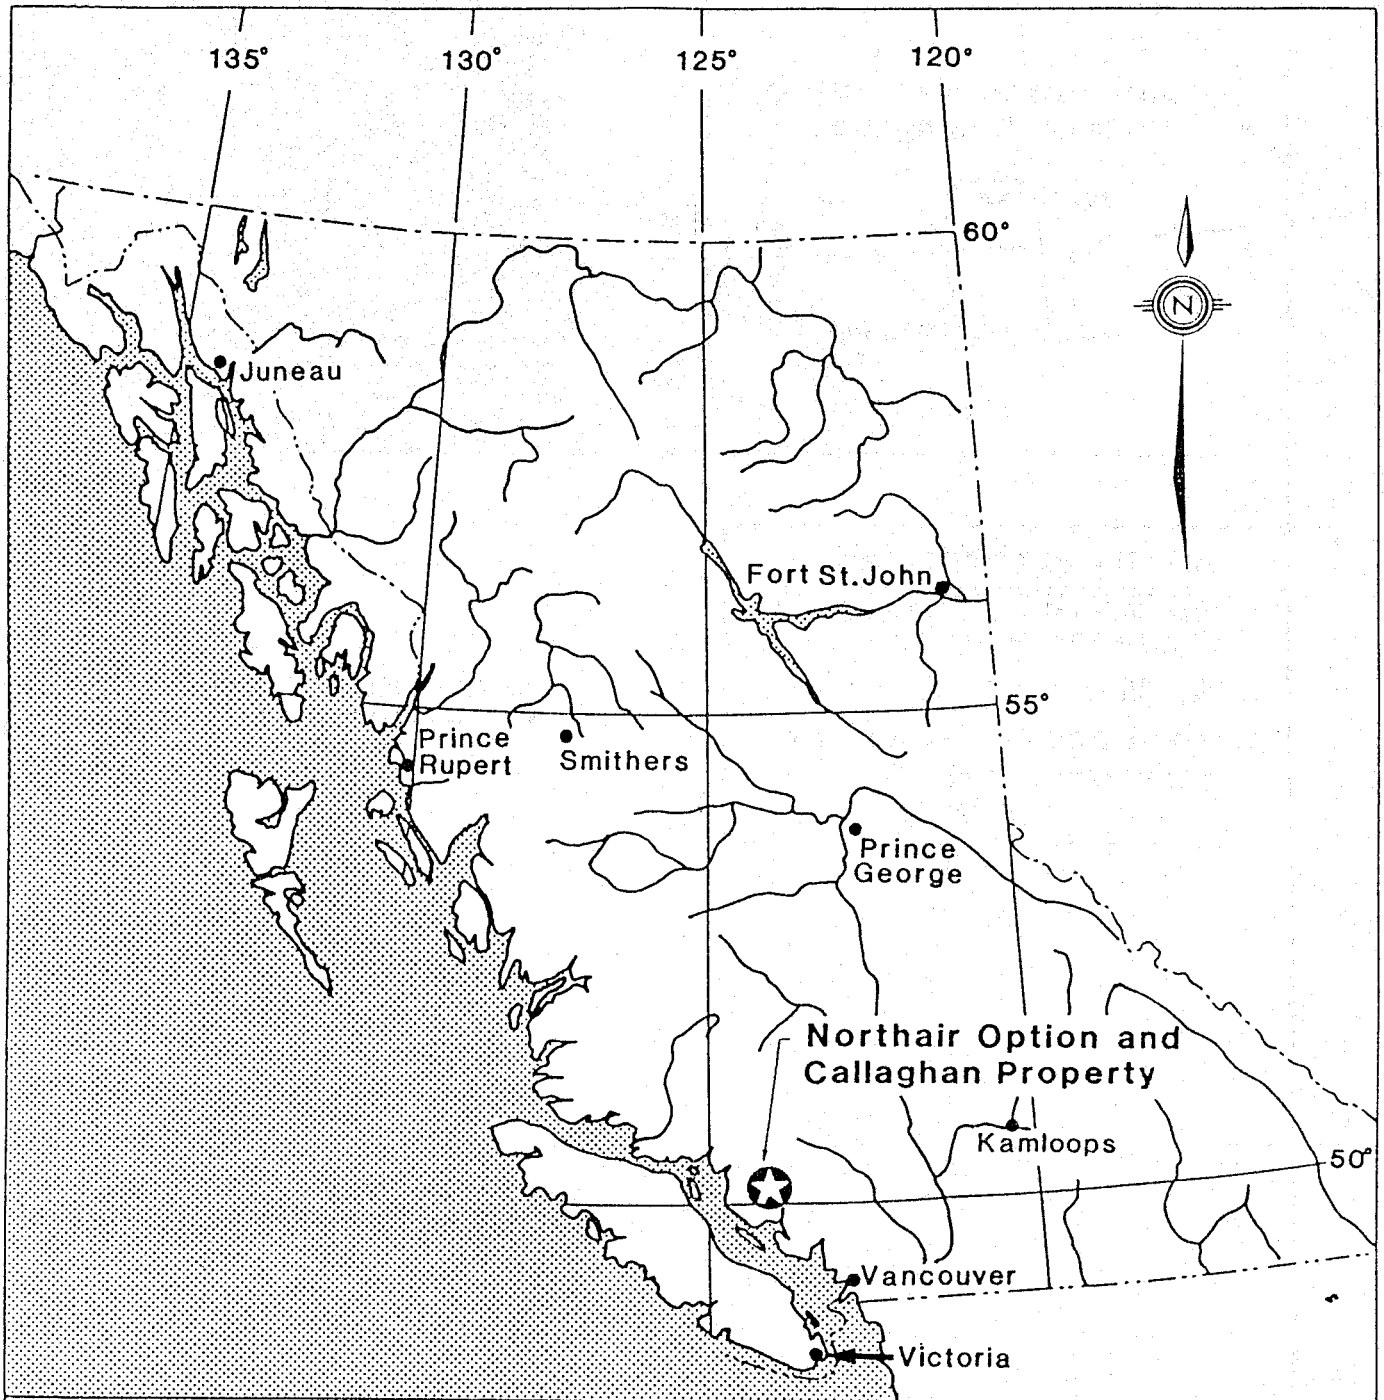 135°
130°
125°
120°
60°
N
Juneau
Fort St. John
55°
Prince
Rupert
Smithers
Prince
George
Northair Option and
Callaghan Property
Kamloops
50°
Vancouver
Victoria